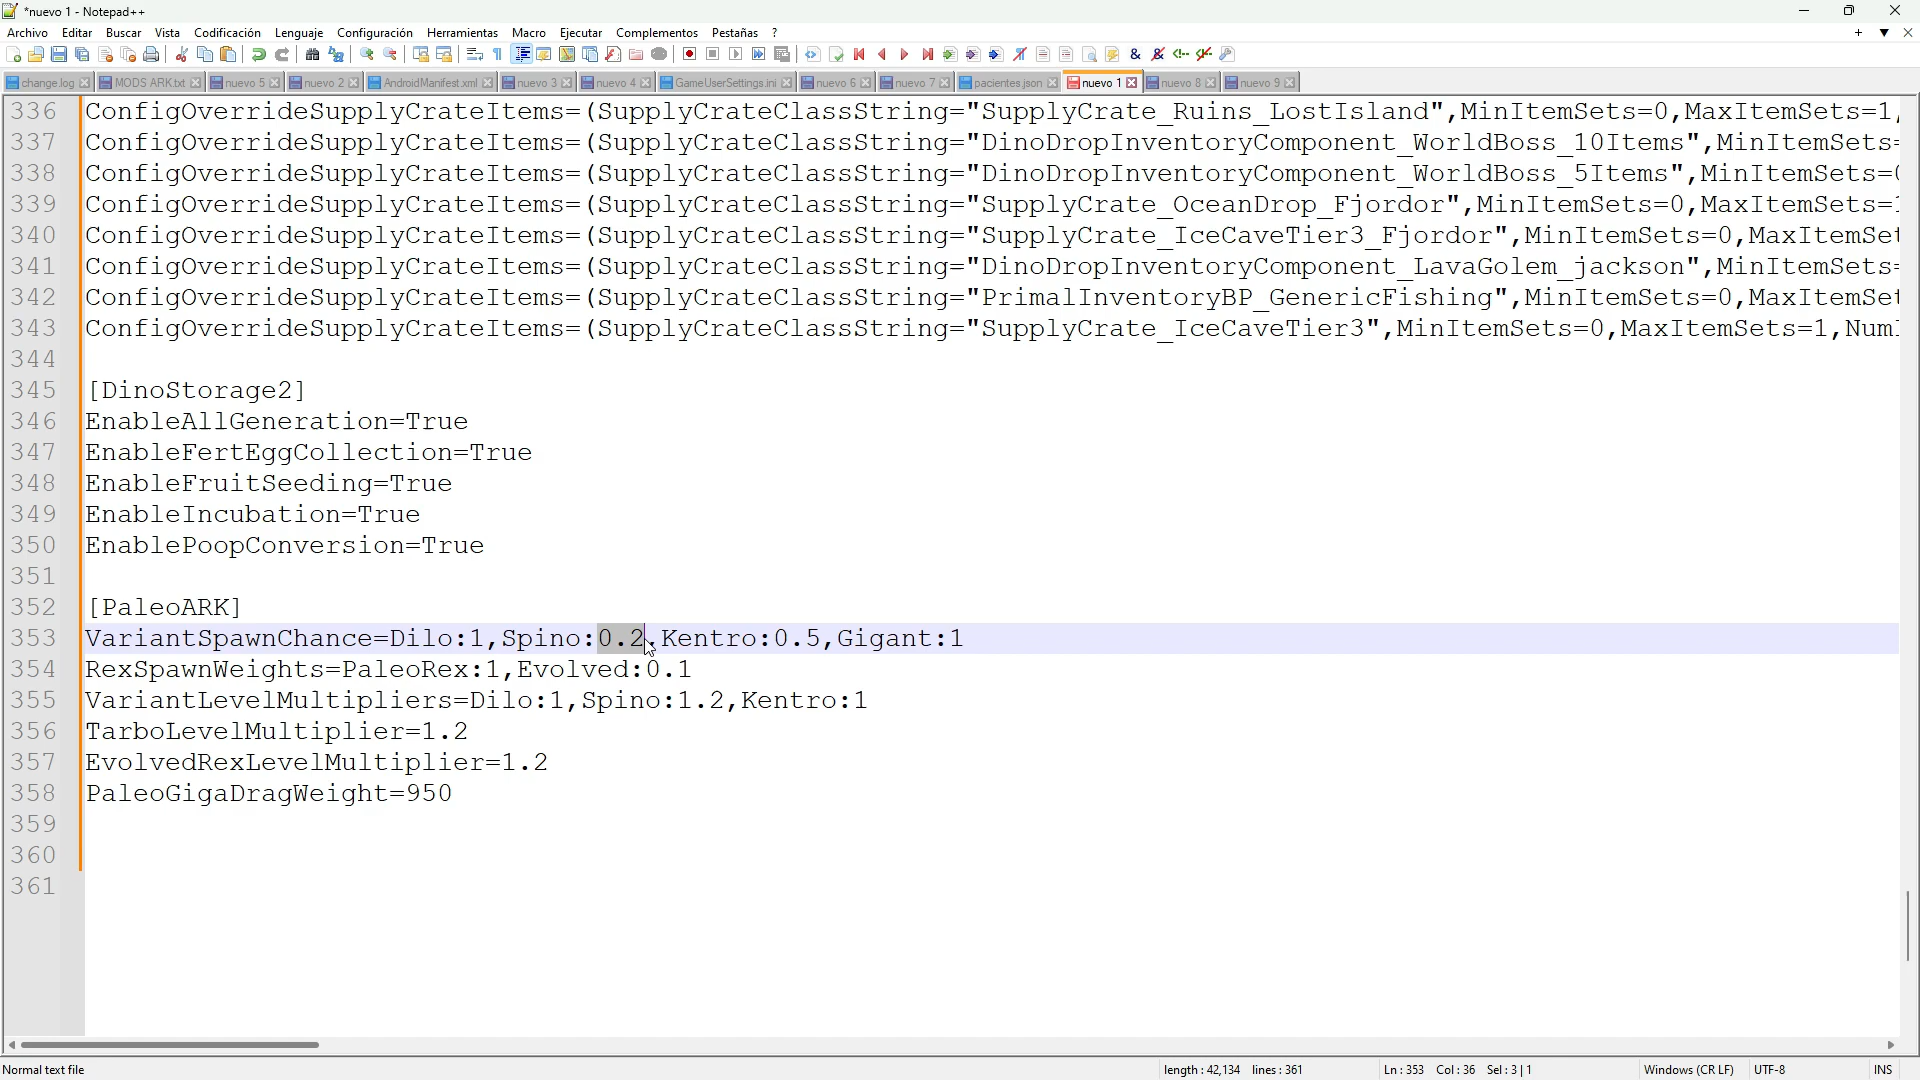 *nuevo 1 - Notepad++
Archivo Editar Buscar Vista Codificación Lenguaje Configuración Herramientas Macro Ejecutar Complementos Pestañas ?
change.log MODS ARK.txt nuevo 5 nuevo 2 AndroidManifest.xml nuevo 3 nuevo 4 GameUserSettings.ini nuevo 6 nuevo 7 pacientes.json nuevo 1 nuevo 8 nuevo 9
336 ConfigOverrideSupplyCrateItems=(SupplyCrateClassString="SupplyCrate_Ruins_LostIsland",MinItemSets=0,MaxItemSets=1,
337 ConfigOverrideSupplyCrateItems=(SupplyCrateClassString="DinoDropInventoryComponent_WorldBoss_10Items",MinItemSets=
338 ConfigOverrideSupplyCrateItems=(SupplyCrateClassString="DinoDropInventoryComponent_WorldBoss_5Items",MinItemSets=0
339 ConfigOverrideSupplyCrateItems=(SupplyCrateClassString="SupplyCrate_OceanDrop_Fjordor",MinItemSets=0,MaxItemSets=1
340 ConfigOverrideSupplyCrateItems=(SupplyCrateClassString="SupplyCrate_IceCaveTier3_Fjordor",MinItemSets=0,MaxItemSet
341 ConfigOverrideSupplyCrateItems=(SupplyCrateClassString="DinoDropInventoryComponent_LavaGolem_jackson",MinItemSets=
342 ConfigOverrideSupplyCrateItems=(SupplyCrateClassString="PrimalInventoryBP_GenericFishing",MinItemSets=0,MaxItemSet
343 ConfigOverrideSupplyCrateItems=(SupplyCrateClassString="SupplyCrate_IceCaveTier3",MinItemSets=0,MaxItemSets=1,Num
344
345 [DinoStorage2]
346 EnableAllGeneration=True
347 EnableFertEggCollection=True
348 EnableFruitSeeding=True
349 EnableIncubation=True
350 EnablePoopConversion=True
351
352 [PaleoARK]
353 VariantSpawnChance=Dilo:1,Spino:0.2,Kentro:0.5,Gigant:1
354 RexSpawnWeights=PaleoRex:1,Evolved:0.1
355 VariantLevelMultipliers=Dilo:1,Spino:1.2,Kentro:1
356 TarboLevelMultiplier=1.2
357 EvolvedRexLevelMultiplier=1.2
358 PaleoGigaDragWeight=950
359
360
361
Normal text file length : 42,134 lines : 361 Ln : 353 Col : 36 Sel : 3 | 1 Windows (CR LF) UTF-8 INS